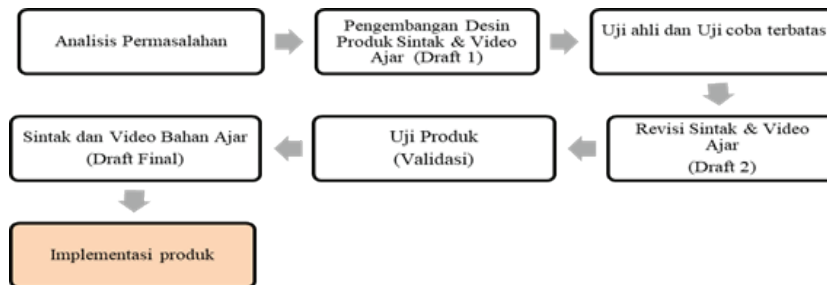 Analisis Permasalahan
Pengembangan Desin
Produk Sintak & Video
Ajar (Draft 1)
Uji ahli dan Uji coba terbatas
Revisi Sintak & Video
Ajar
(Draft 2)
Uji Produk
(Validasi)
Sintak dan Video Bahan Ajar
(Draft Final)
Implementasi produk